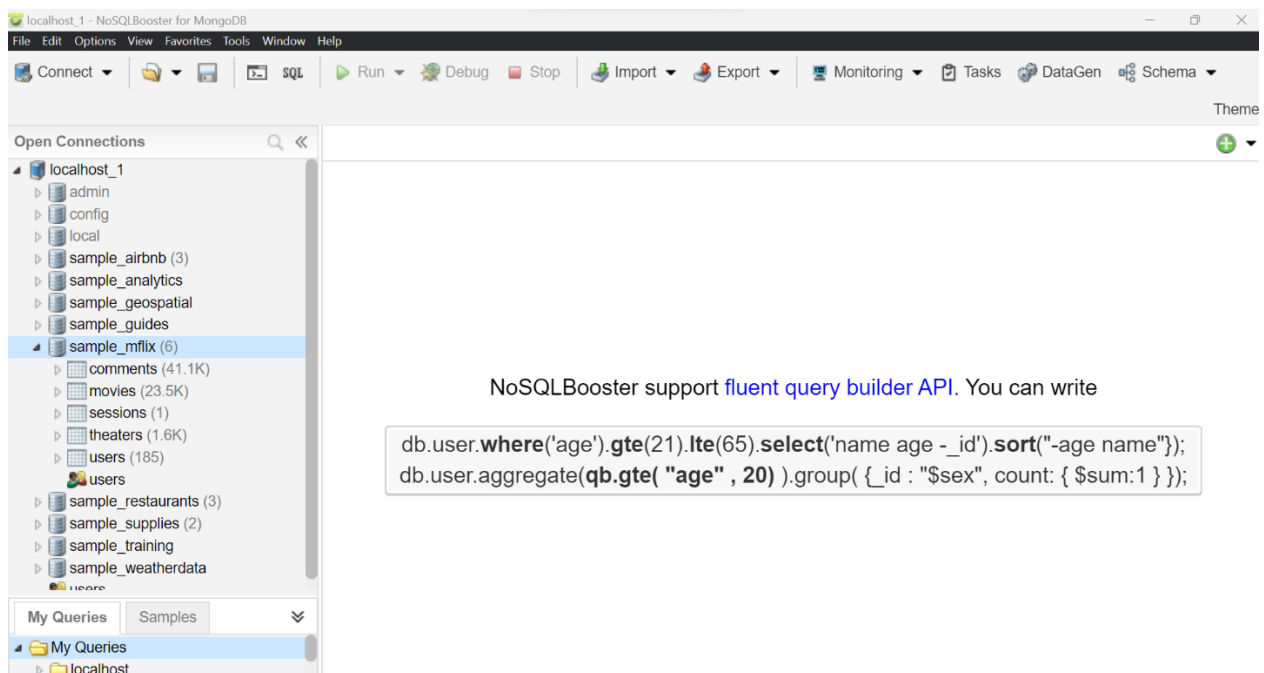 localhost_1 - NoSQLBooster for MongoDB
File Edit Options View Favorites Tools Window Help
Connect SQL Run Debug Stop Import Export Monitoring Tasks DataGen Schema
Theme
Open Connections
localhost_1
admin
config
local
sample_airbnb (3)
sample_analytics
sample_geospatial
sample_guides
sample_mflix (6)
comments (41.1K)
movies (23.5K)
sessions (1)
theaters (1.6K)
users (185)
users
sample_restaurants (3)
sample_supplies (2)
sample_training
sample_weatherdata
users
My Queries Samples
My Queries
localhost
NoSQLBooster support fluent query builder API. You can write
db.user.where('age').gte(21).lte(65).select('name age -_id').sort("-age name"});
db.user.aggregate(qb.gte( "age" , 20) ).group( {_id : "$sex", count: { $sum:1 } });